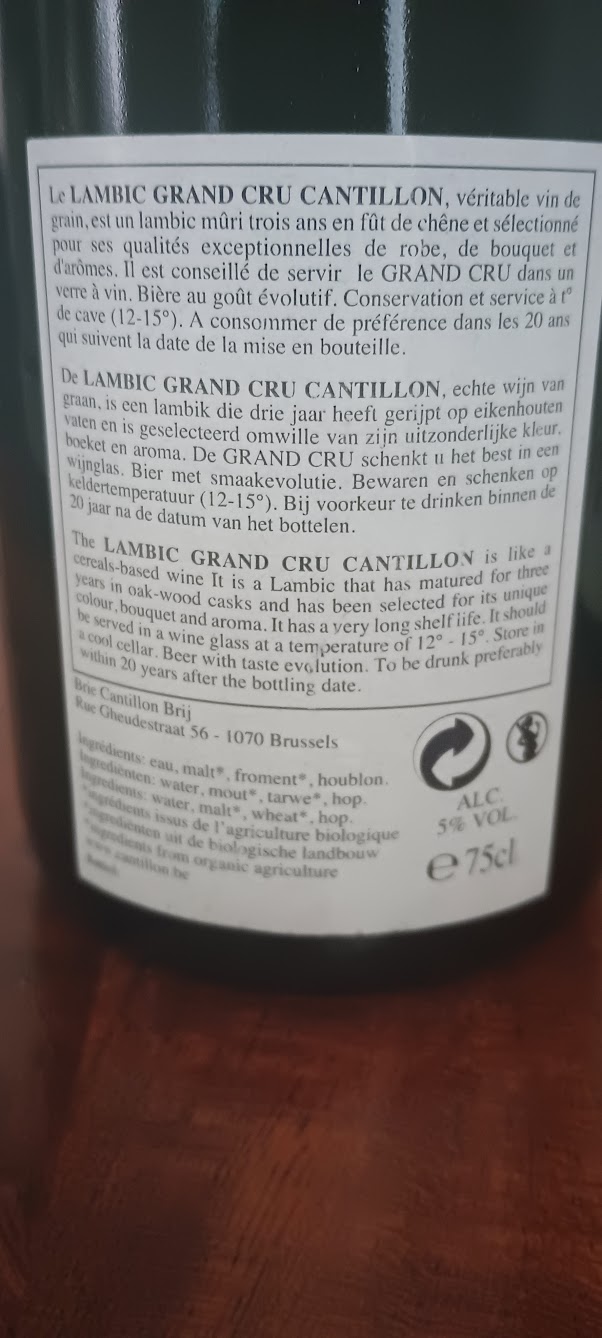 Le LAMBIC GRAND CRU CANTILLON, véritable vin de
grain, est un lambic mûri trois ans en fût de chêne et sélectionné
pour ses qualités exceptionnelles de robe, de bouquet et
d'arômes. Il est conseillé de servir le GRAND CRU dans un
verre à vin. Bière au goût évolutif. Conservation et service à t°
de cave (12-15°). A consommer de préférence dans les 20 ans
qui suivent la date de la mise en bouteille.
De LAMBIC GRAND CRU CANTILLON, echte wijn van
graan, is een lambik die drie jaar heeft gerijpt op eikenhouten
vaten en is geselecteerd omwille van zijn uitzonderlijke kleur,
boeket en aroma. De GRAND CRU schenkt u het best in een
wijnglas. Bier met smaakevolutie. Bewaren en schenken op
keldertemperatuur (12-15°). Bij voorkeur te drinken binnen de
20 jaar na de datum van het bottelen.
The LAMBIC GRAND CRU CANTILLON is like a
cereals-based wine It is a Lambic that has matured for three
years in oak-wood casks and has been selected for its unique
colour, bouquet and aroma. It has a very long shelf life. It should
be served in a wine glass at a temperature of 12° - 15°. Store in
a cool cellar. Beer with taste evolution. To be drunk preferably
within 20 years after the bottling date.
Brie Cantillon Brij
Rue Gheudestraat 56 - 1070 Brussels
Ingrédients: eau, malt*, froment*, houblon.
Ingrediënten: water, mout*, tarwe*, hop.
Ingredients: water, malt*, wheat*, hop.
*Ingrédients issus de l'agriculture biologique
*Ingrediënten uit de biologische landbouw
*Ingredients from organic agriculture
www.cantillon.be
ALC.
5% VOL.
e 75cl